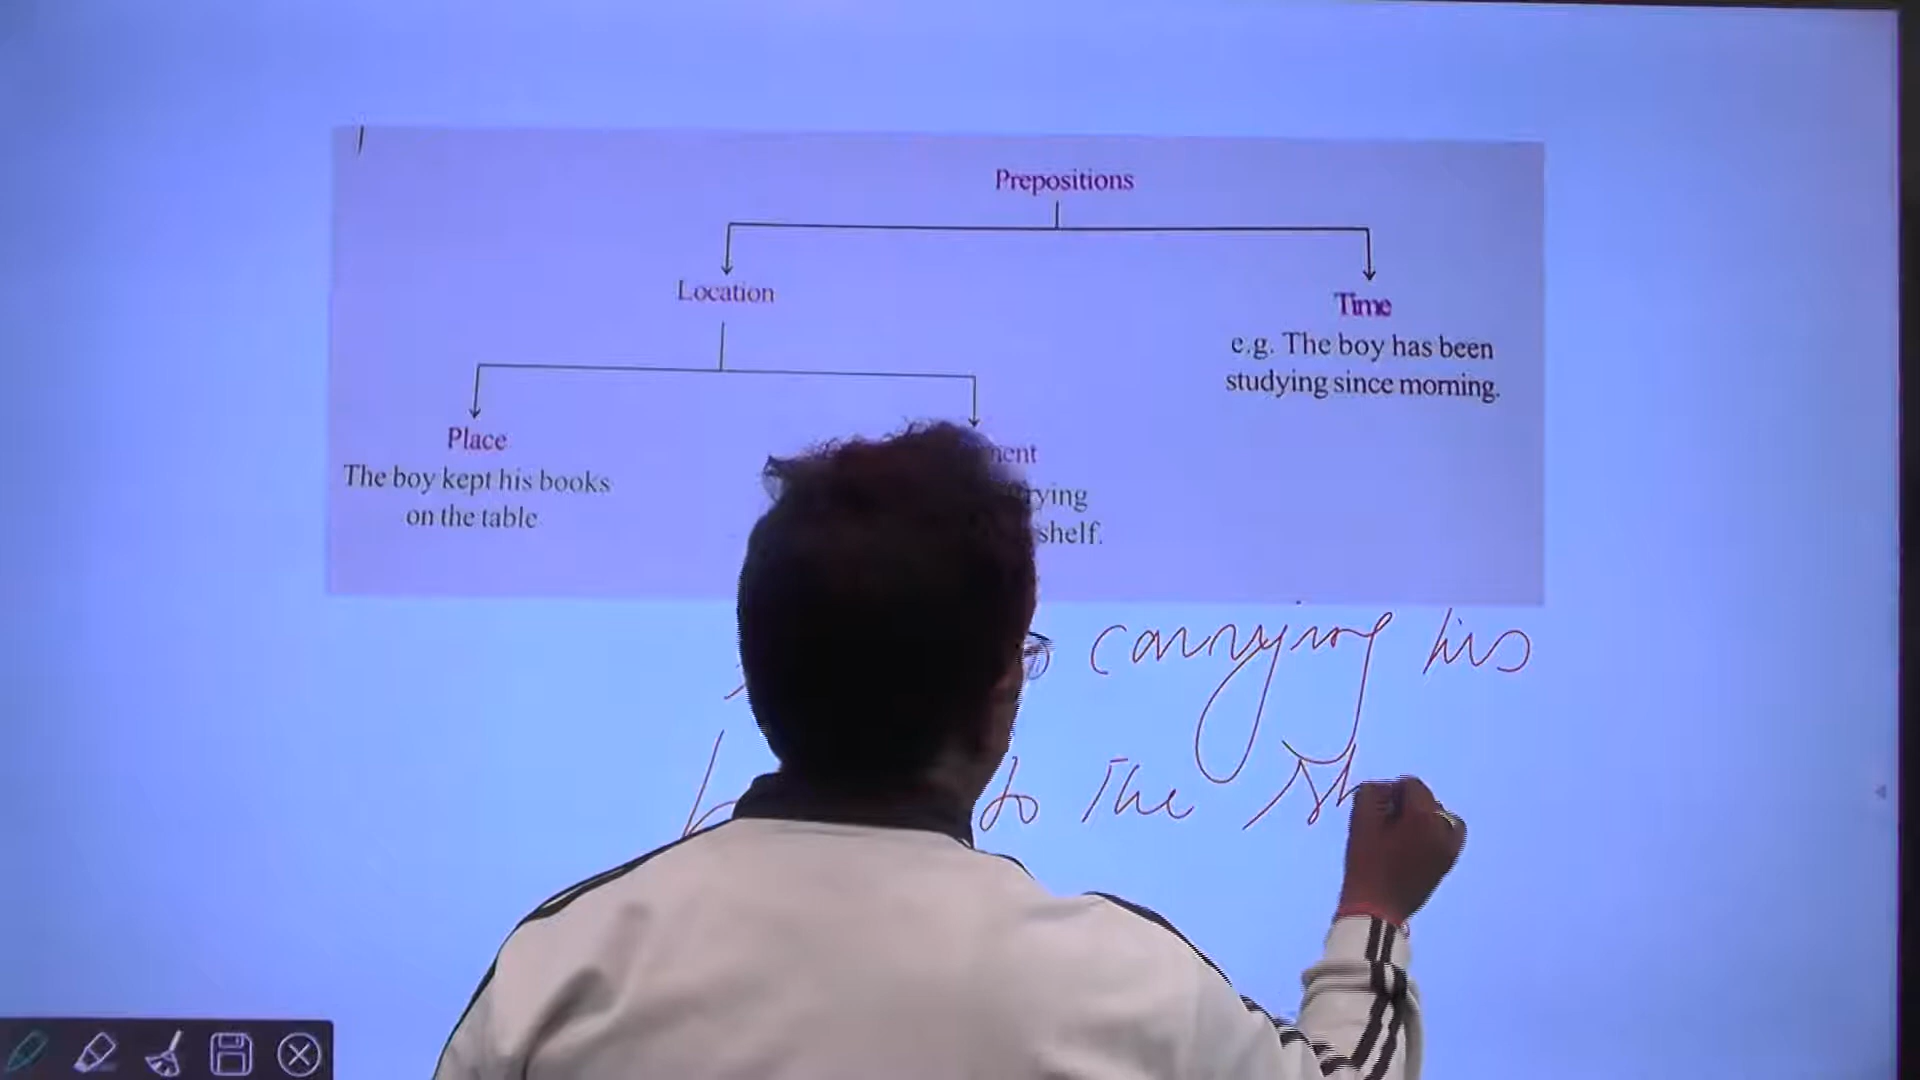 Prepositions
Location
Time
e.g. The boy has been
studying since morning.
Place
The boy kept his books
on the table
shelf.
carrying his
to the